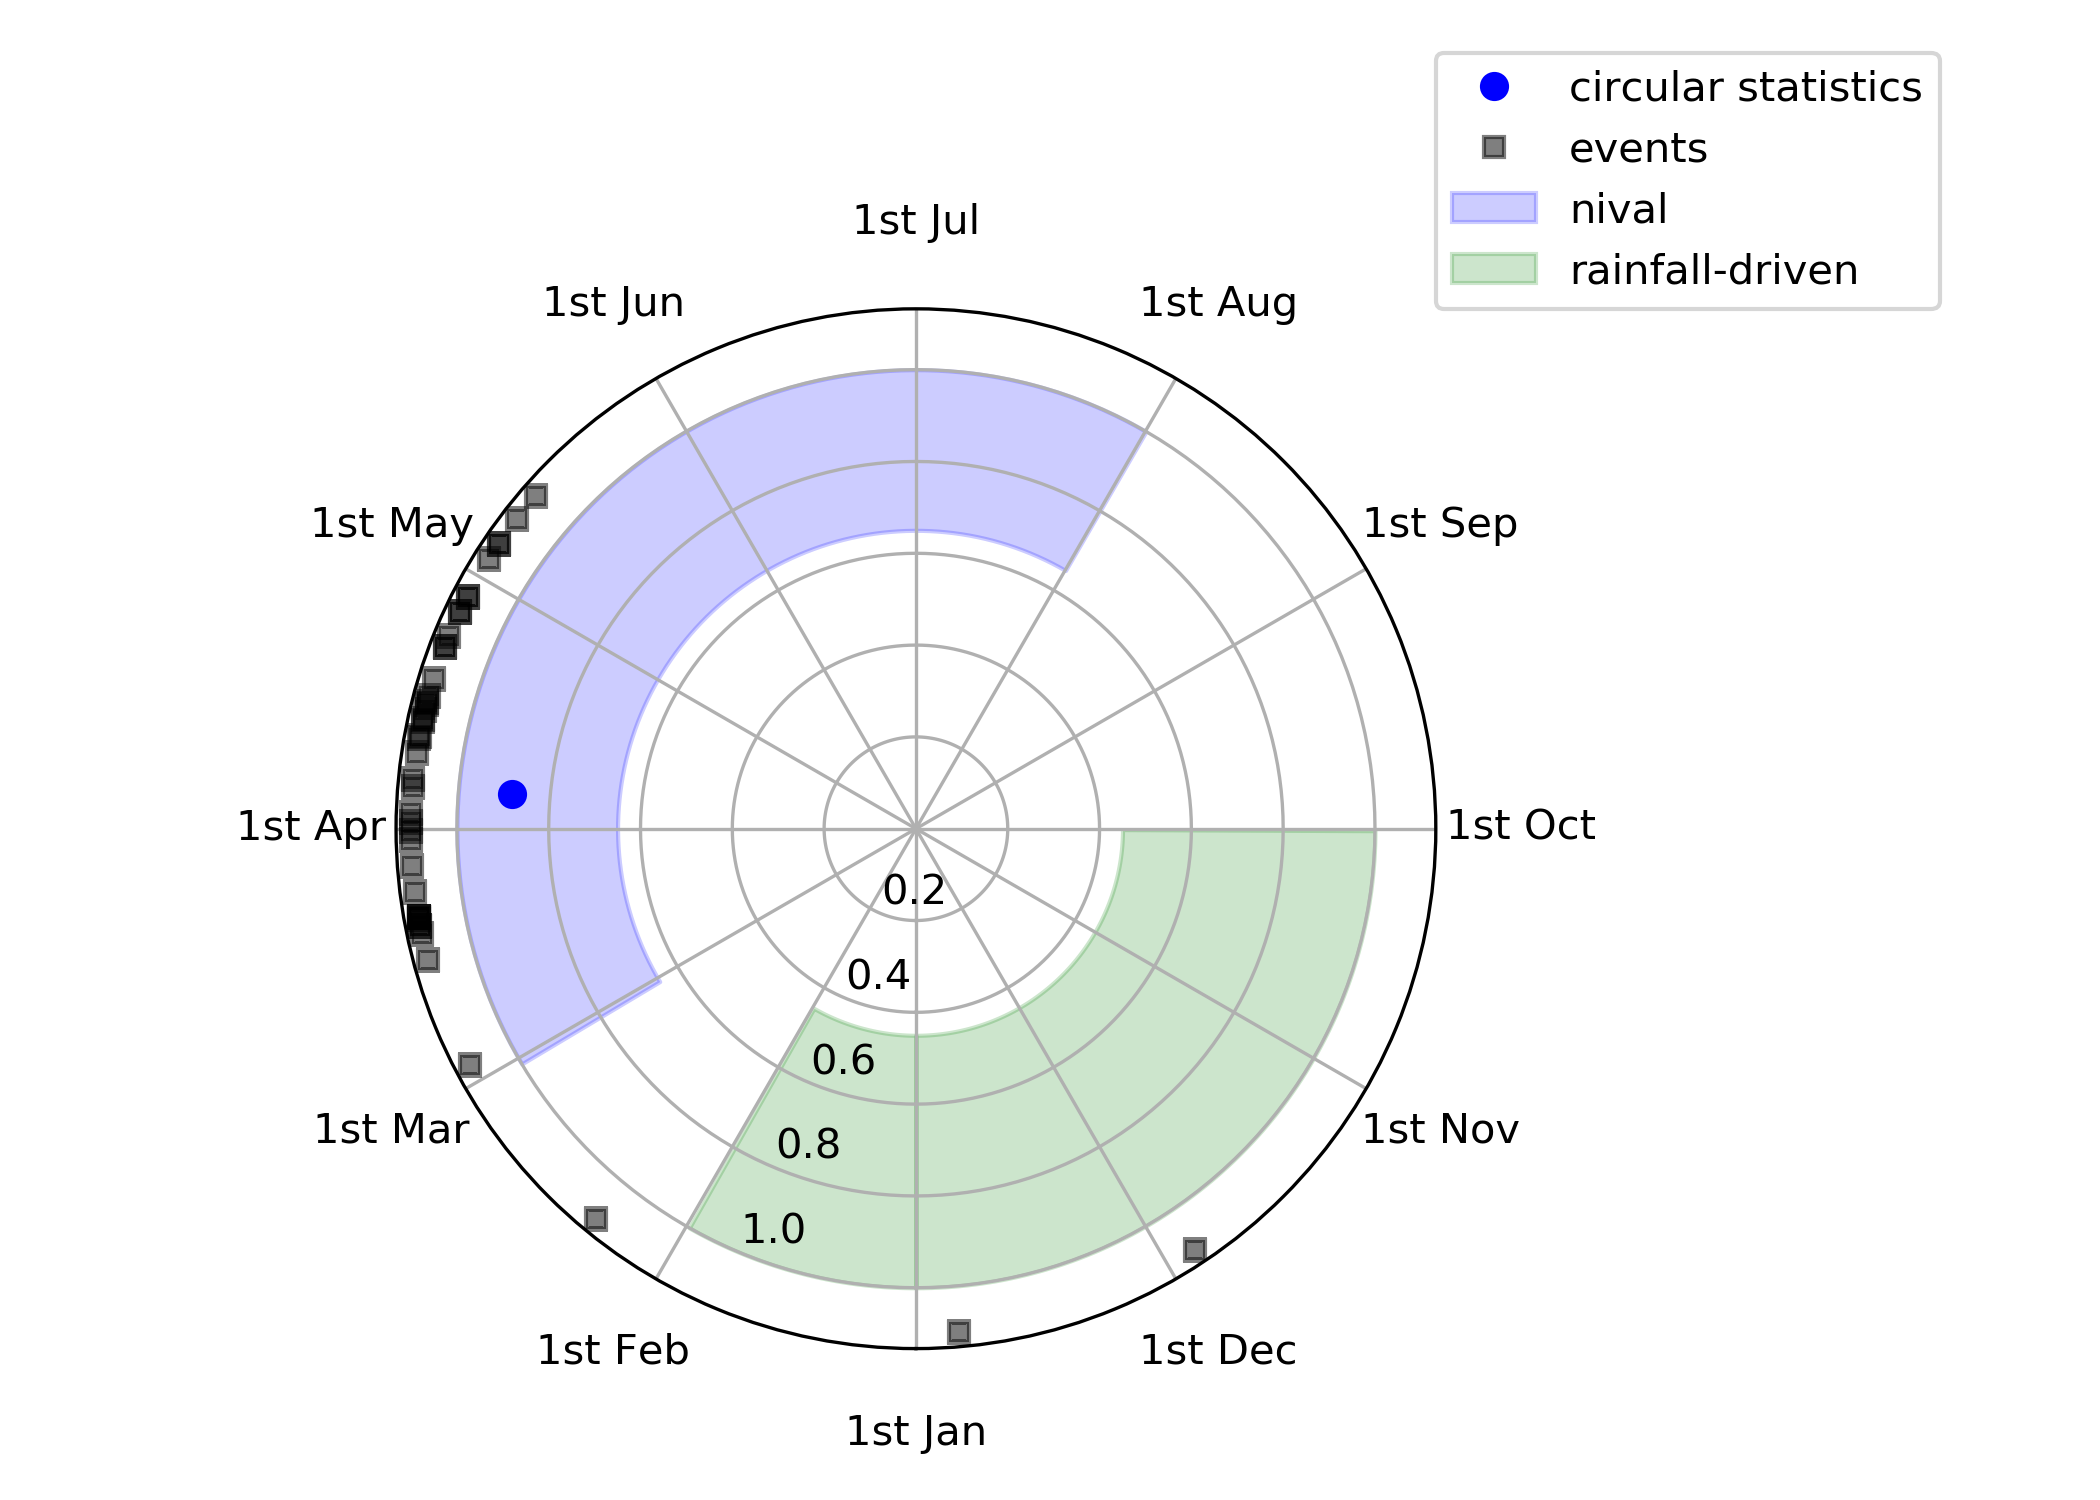 circular statistics
events
nival
rainfall-driven
1st Jul
1st Jun
1st Aug
1st May
1st Sep
1st Apr
1st Oct
0.2
0.4
0.6
0.8
1.0
1st Mar
1st Nov
1st Feb
1st Dec
1st Jan